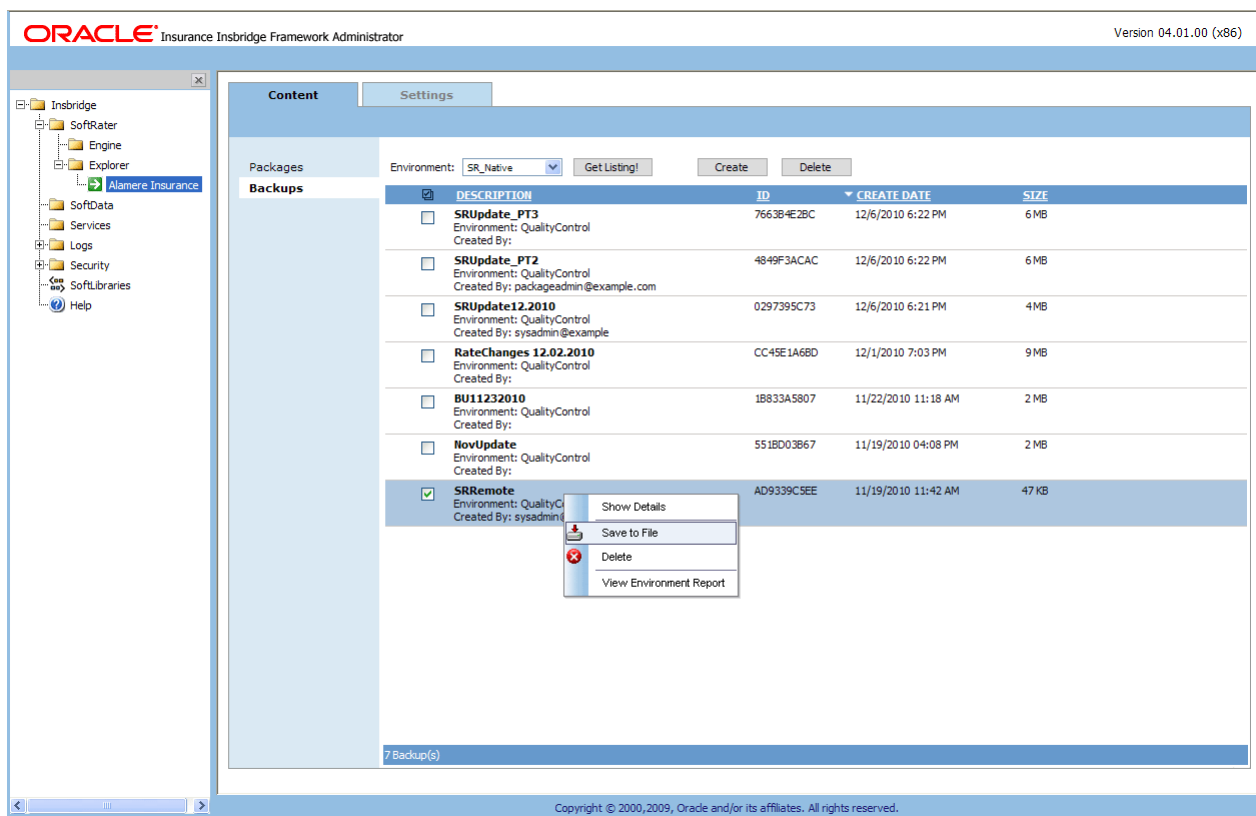 ORACLE Insurance Insbridge Framework Administrator
Version 04.01.00 (x86)
Insbridge
SoftRater
Engine
Explorer
Alamere Insurance
SoftData
Services
Logs
Security
SoftLibraries
Help
Content Settings
Packages
Backups
Environment: SR_Native Get Listing! Create Delete
DESCRIPTION ID CREATE DATE SIZE
SRUpdate_PT3 7663B4E2BC 12/6/2010 6:22 PM 6 MB
Environment: QualityControl
Created By:
SRUpdate_PT2 4849F3ACAC 12/6/2010 6:22 PM 6 MB
Environment: QualityControl
Created By: packageadmin@example.com
SRUpdate12.2010 0297395C73 12/6/2010 6:21 PM 4 MB
Environment: QualityControl
Created By: sysadmin@example
RateChanges 12.02.2010 CC45E1A6BD 12/1/2010 7:03 PM 9 MB
Environment: QualityControl
Created By:
BU11232010 1B833A5807 11/22/2010 11:18 AM 2 MB
Environment: QualityControl
Created By:
NovUpdate 551BD03B67 11/19/2010 04:08 PM 2 MB
Environment: QualityControl
Created By:
SRRemote AD9339C5EE 11/19/2010 11:42 AM 47 KB
Environment: QualityC
Created By: sysadmin@
Show Details
Save to File
Delete
View Environment Report
7 Backup(s)
Copyright © 2000,2009, Oracle and/or its affiliates. All rights reserved.